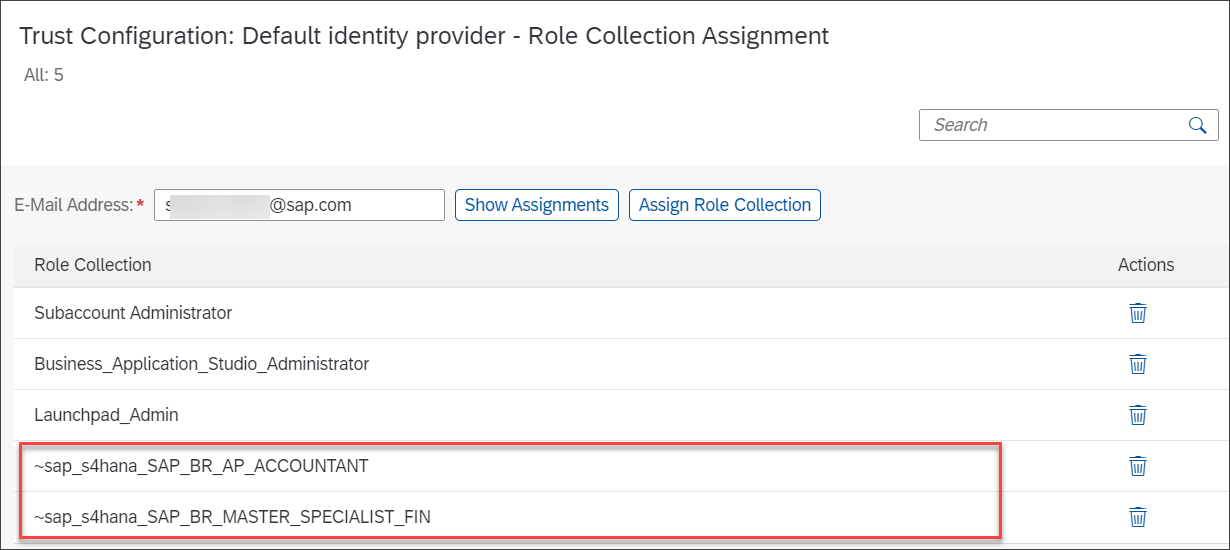 Trust Configuration: Default identity provider - Role Collection Assignment
All: 5
Search
E-Mail Address: * s @sap.com Show Assignments Assign Role Collection
Role Collection Actions
Subaccount Administrator
Business_Application_Studio_Administrator
Launchpad_Admin
~sap_s4hana_SAP_BR_AP_ACCOUNTANT
~sap_s4hana_SAP_BR_MASTER_SPECIALIST_FIN